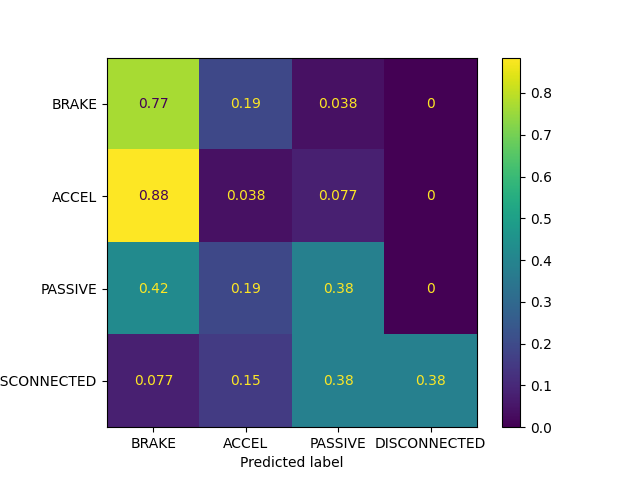 BRAKE 0.77 0.19 0.038 0
ACCEL 0.88 0.038 0.077 0
PASSIVE 0.42 0.19 0.38 0
SCONNECTED 0.077 0.15 0.38 0.38
BRAKE ACCEL PASSIVE DISCONNECTED
Predicted label
0.8
0.7
0.6
0.5
0.4
0.3
0.2
0.1
0.0